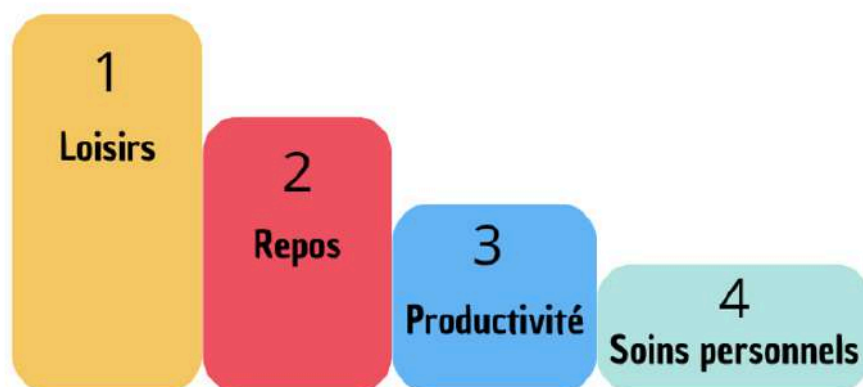 1
Loisirs
2
Repos
3
Productivité
4
Soins personnels